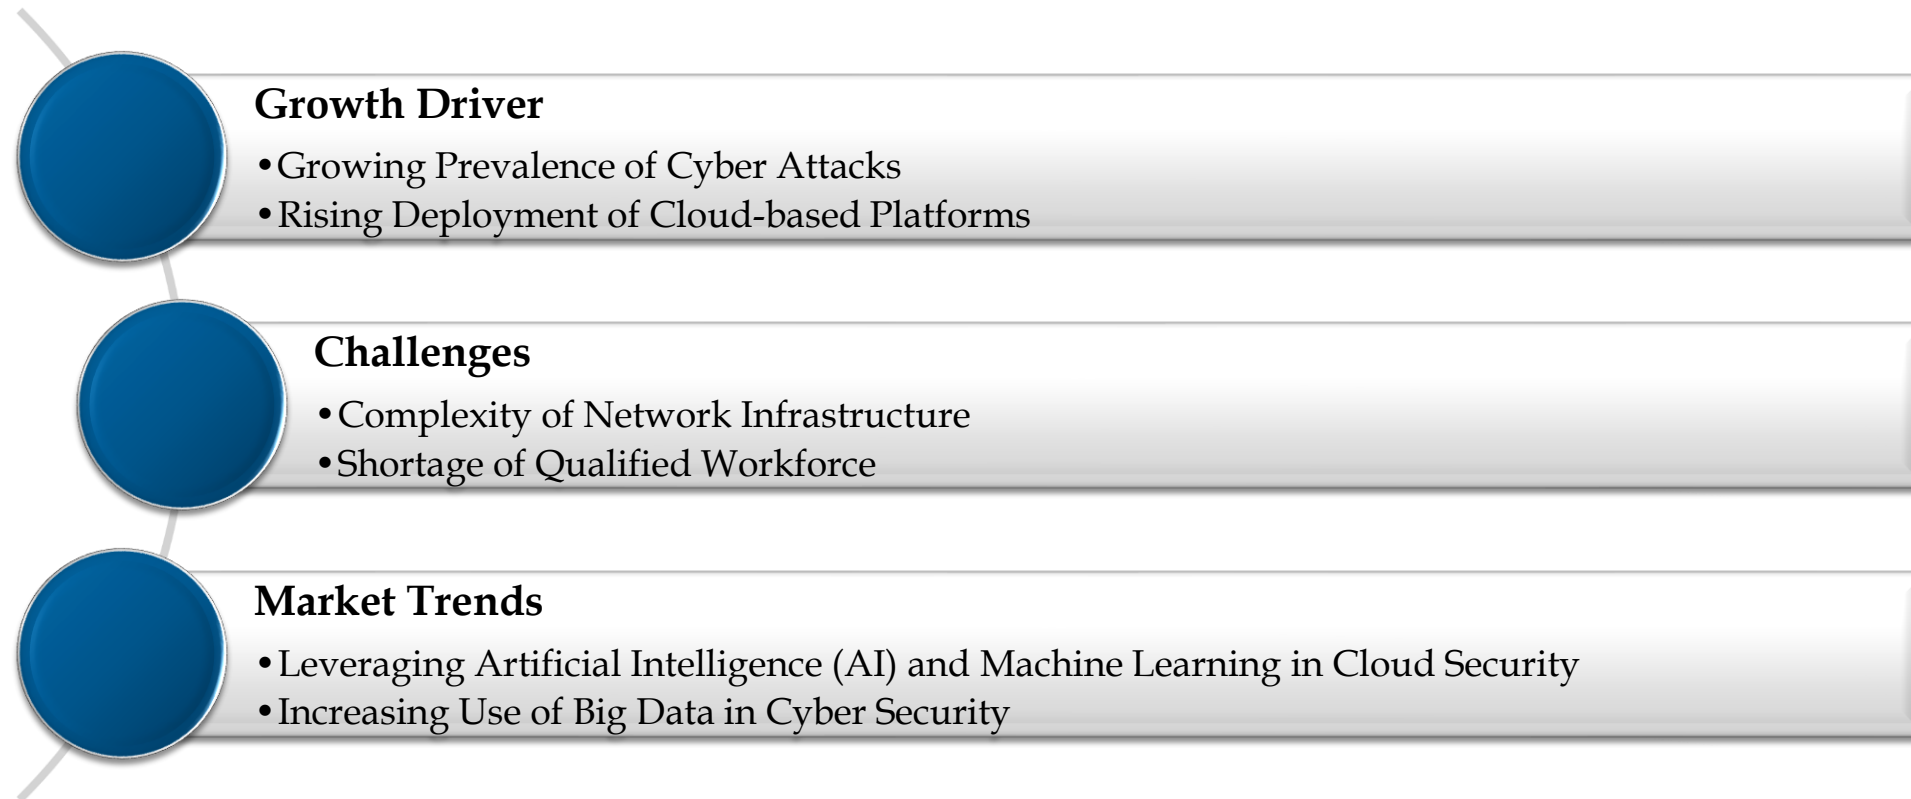 Growth Driver
•Growing Prevalence of Cyber Attacks
•Rising Deployment of Cloud-based Platforms
Challenges
•Complexity of Network Infrastructure
•Shortage of Qualified Workforce
Market Trends
•Leveraging Artificial Intelligence (AI) and Machine Learning in Cloud Security
•Increasing Use of Big Data in Cyber Security